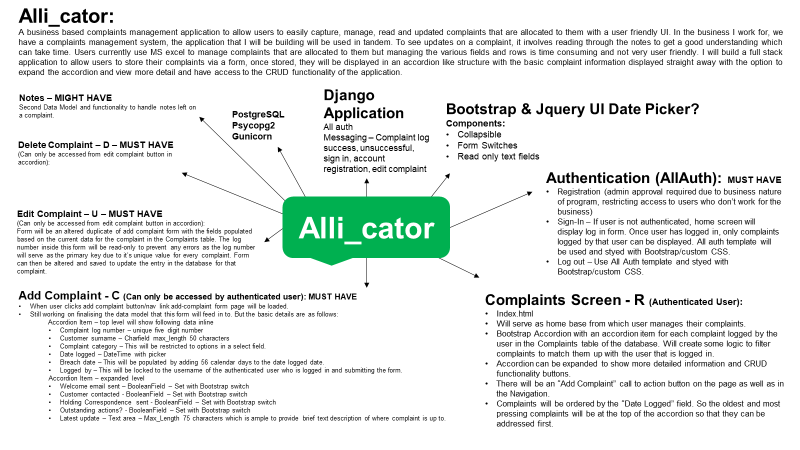 Alli_cator:
A business based complaints management application to allow users to easily capture, manage, read and updated complaints that are allocated to them with a user friendly UI. In the business I work for, we
have a complaints management system, the application that I will be building will be used in tandem. To see updates on a complaint, it involves reading through the notes to get a good understanding which
can take time. Users currently use MS excel to manage complaints that are allocated to them but managing the various fields and rows is time consuming and not very user friendly. I will build a full stack
application to allow users to store their complaints via a form, once stored, they will be displayed in an accordion like structure with the basic complaint information displayed straight away with the option to
expand the accordion and view more detail and have access to the CRUD functionality of the application.
Notes – MIGHT HAVE
Second Data Model and functionality to handle notes left on
a complaint.
Delete Complaint – D – MUST HAVE
(Can only be accessed from edit complaint button in
accordion):
Edit Complaint – U – MUST HAVE
(Can only be accessed from edit complaint button in accordion):
Form will be an altered duplicate of add complaint form with the fields populated
based on the current data for the complaint in the Complaints table. The log
number inside this form will be read-only to prevent any errors as the log number
will serve as the primary key due to it's unique value for every complaint. Form
can then be altered and saved to update the entry in the database for that
complaint.
PostgreSQL
Psycopg2
Gunicorn
Django
Application
All auth
Messaging – Complaint log
success, unsuccessful,
sign in, account
registration, edit complaint
Bootstrap & Jquery UI Date Picker?
Components:
• Collapsible
• Form Switches
• Read only text fields
Authentication (AllAuth): MUST HAVE
• Registration (admin approval required due to business nature
of program, restricting access to users who don't work for the
business)
• Sign-In – If user is not authenticated, home screen will
display log in form. Once user has logged in, only complaints
logged by that user can be displayed. All auth template will
be used and styed with Bootstrap/custom CSS.
• Log out – Use All Auth template and styed with
Bootstrap/custom CSS.
Alli_cator
Add Complaint - C (Can only be accessed by authenticated user): MUST HAVE
• When user clicks add complaint button/nav link add-complaint form page will be loaded.
• Still working on finalising the data model that this form will feed in to. But the basic details are as follows:
Accordion Item – top level will show following data inline
• Complaint log number – unique five digit number
• Customer surname – Charfield max_length 50 characters
• Complaint category – This will be restricted to options in a select field.
• Date logged – DateTime with picker
• Breach date – This will be populated by adding 56 calendar days to the date logged date.
• Logged by – This will be locked to the username of the authenticated user who is logged in and submitting the form.
Accordion Item – expanded level
• Welcome email sent - BooleanField – Set with Bootstrap switch
• Customer contacted - BooleanField – Set with Bootstrap switch
• Holding Correspondence sent - BooleanField – Set with Bootstrap switch
• Outstanding actions? - BooleanField – Set with Bootstrap switch
• Latest update – Text area – Max_Length 75 characters which is ample to provide brief text description of where complaint is up to.
Complaints Screen - R (Authenticated User):
• Index.html
• Will serve as home base from which user manages their complaints.
• Bootstrap Accordion with an accordion item for each complaint logged by the
user in the Complaints table of the database. Will create some logic to filter
complaints to match them up with the user that is logged in.
• Accordion can be expanded to show more detailed information and CRUD
functionality buttons.
• There will be an "Add Complaint" call to action button on the page as well as in
the Navigation.
• Complaints will be ordered by the "Date Logged" field. So the oldest and most
pressing complaints will be at the top of the accordion so that they can be
addressed first.